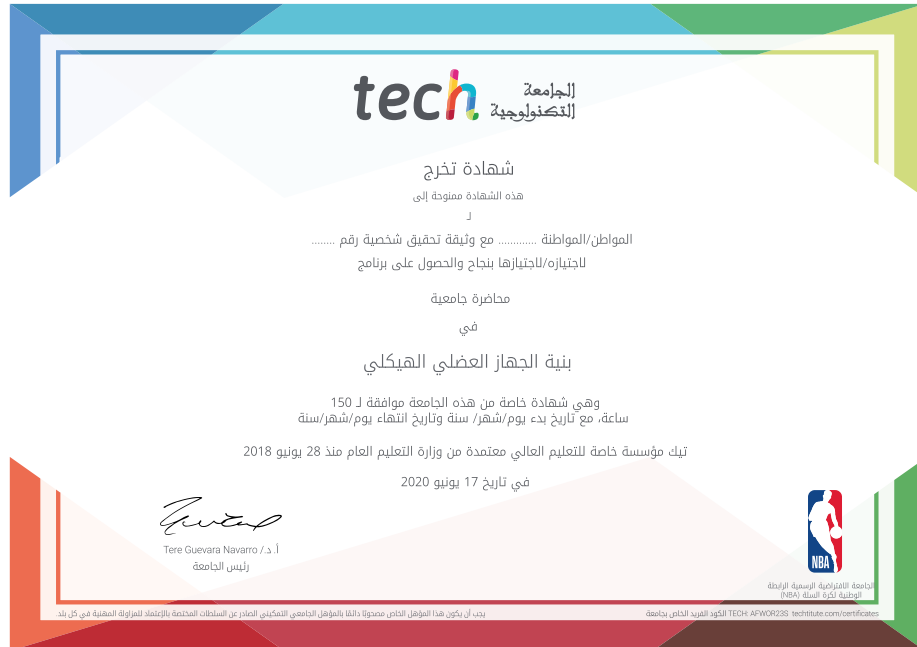 tech الجامعة
التكنولوجية
شهادة تخرج
هذه الشهادة ممنوحة إلى
لـ
المواطن/المواطنة ............ مع وثيقة تحقيق شخصية رقم ........
لاجتيازه/لاجتيازها بنجاح والحصول على برنامج
محاضرة جامعية
في
بنية الجهاز العضلي الهيكلي
وهي شهادة خاصة من هذه الجامعة موافقة لـ 150
ساعة، مع تاريخ بدء يوم/شهر/ سنة وتاريخ انتهاء يوم/شهر/سنة
تيك مؤسسة خاصة للتعليم العالي معتمدة من وزارة التعليم العام منذ 28 يونيو 2018
في تاريخ 17 يونيو 2020
أ. د./ Tere Guevara Navarro
رئيس الجامعة
NBA
الجامعة الافتراضية الرسمية الرابطة
الوطنية لكرة السلة (NBA)
يجب أن يكون هذا المؤهل الخاص مصحوبًا دائمًا بالمؤهل الجامعي التمكيني الصادر عن السلطات المختصة بالإعتماد للمزاولة المهنية في كل بلد.
الكود الفريد الخاص بجامعة TECH: AFWOR23S techtitute.com/certificates